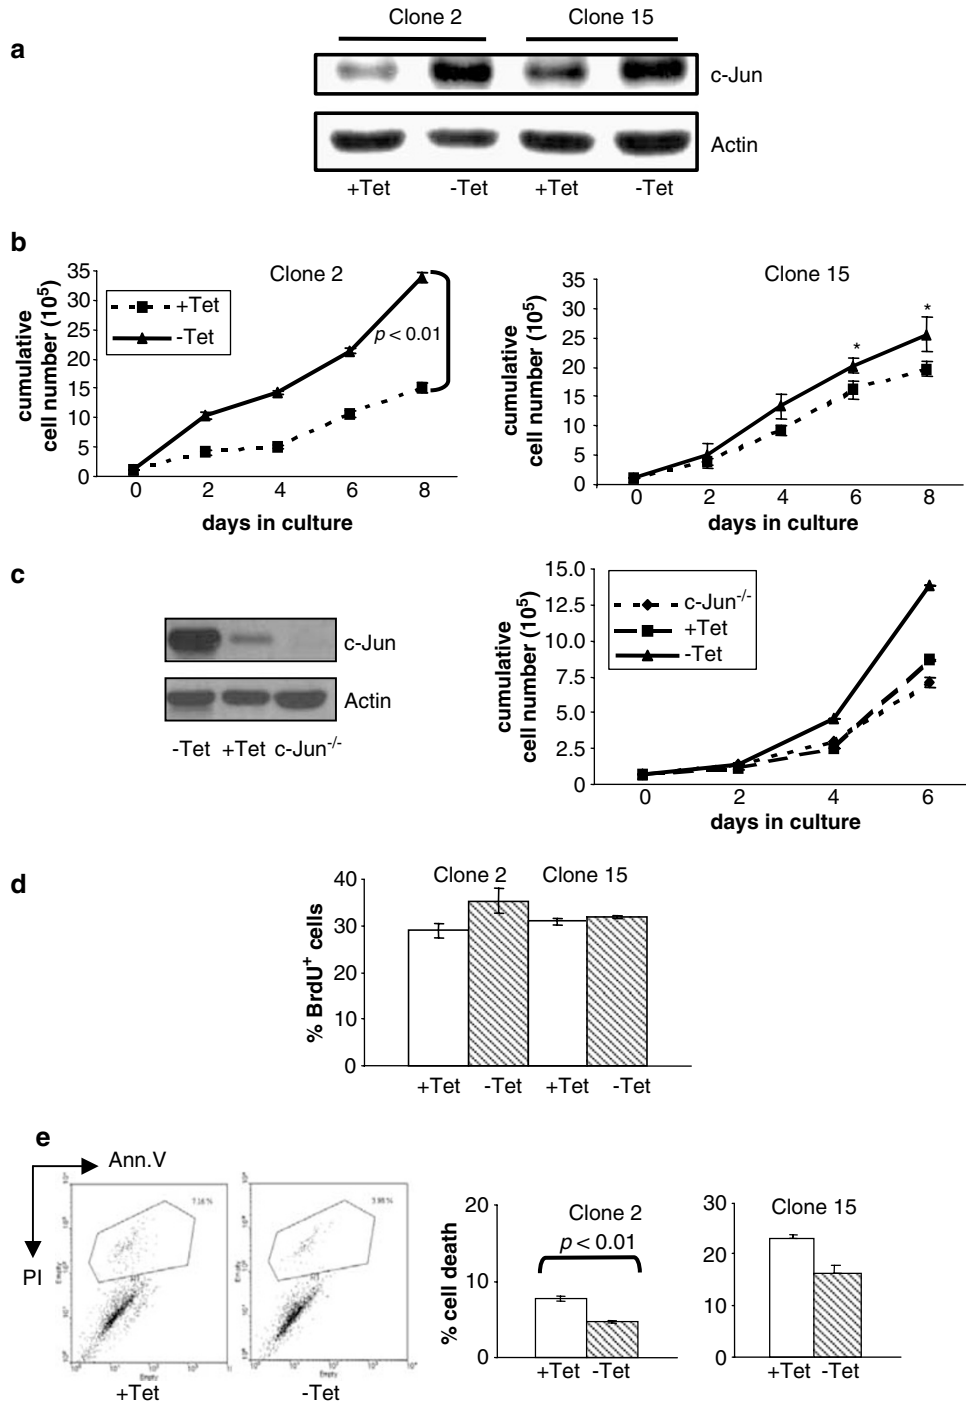 a
Clone 2 Clone 15
c-Jun
Actin
+Tet -Tet +Tet -Tet
b
Clone 2
cumulative
cell number (10⁵)
35
30
25
20
15
10
5
0
+Tet
-Tet
p < 0.01
0 2 4 6 8
days in culture
Clone 15
cumulative
cell number (10⁵)
35
30
25
20
15
10
5
0
*
*
0 2 4 6 8
days in culture
c
c-Jun
Actin
-Tet +Tet c-Jun⁻/⁻
cumulative
cell number (10⁵)
15.0
12.5
10.0
7.5
5.0
2.5
0
c-Jun⁻/⁻
+Tet
-Tet
0 2 4 6
days in culture
d
Clone 2 Clone 15
% BrdU⁺ cells
40
30
20
10
0
+Tet -Tet +Tet -Tet
e
Ann.V
PI
Empty
Empty
+Tet
Empty
Empty
-Tet
% cell death
20
10
0
Clone 2
p < 0.01
+Tet -Tet
30
20
10
0
Clone 15
+Tet -Tet